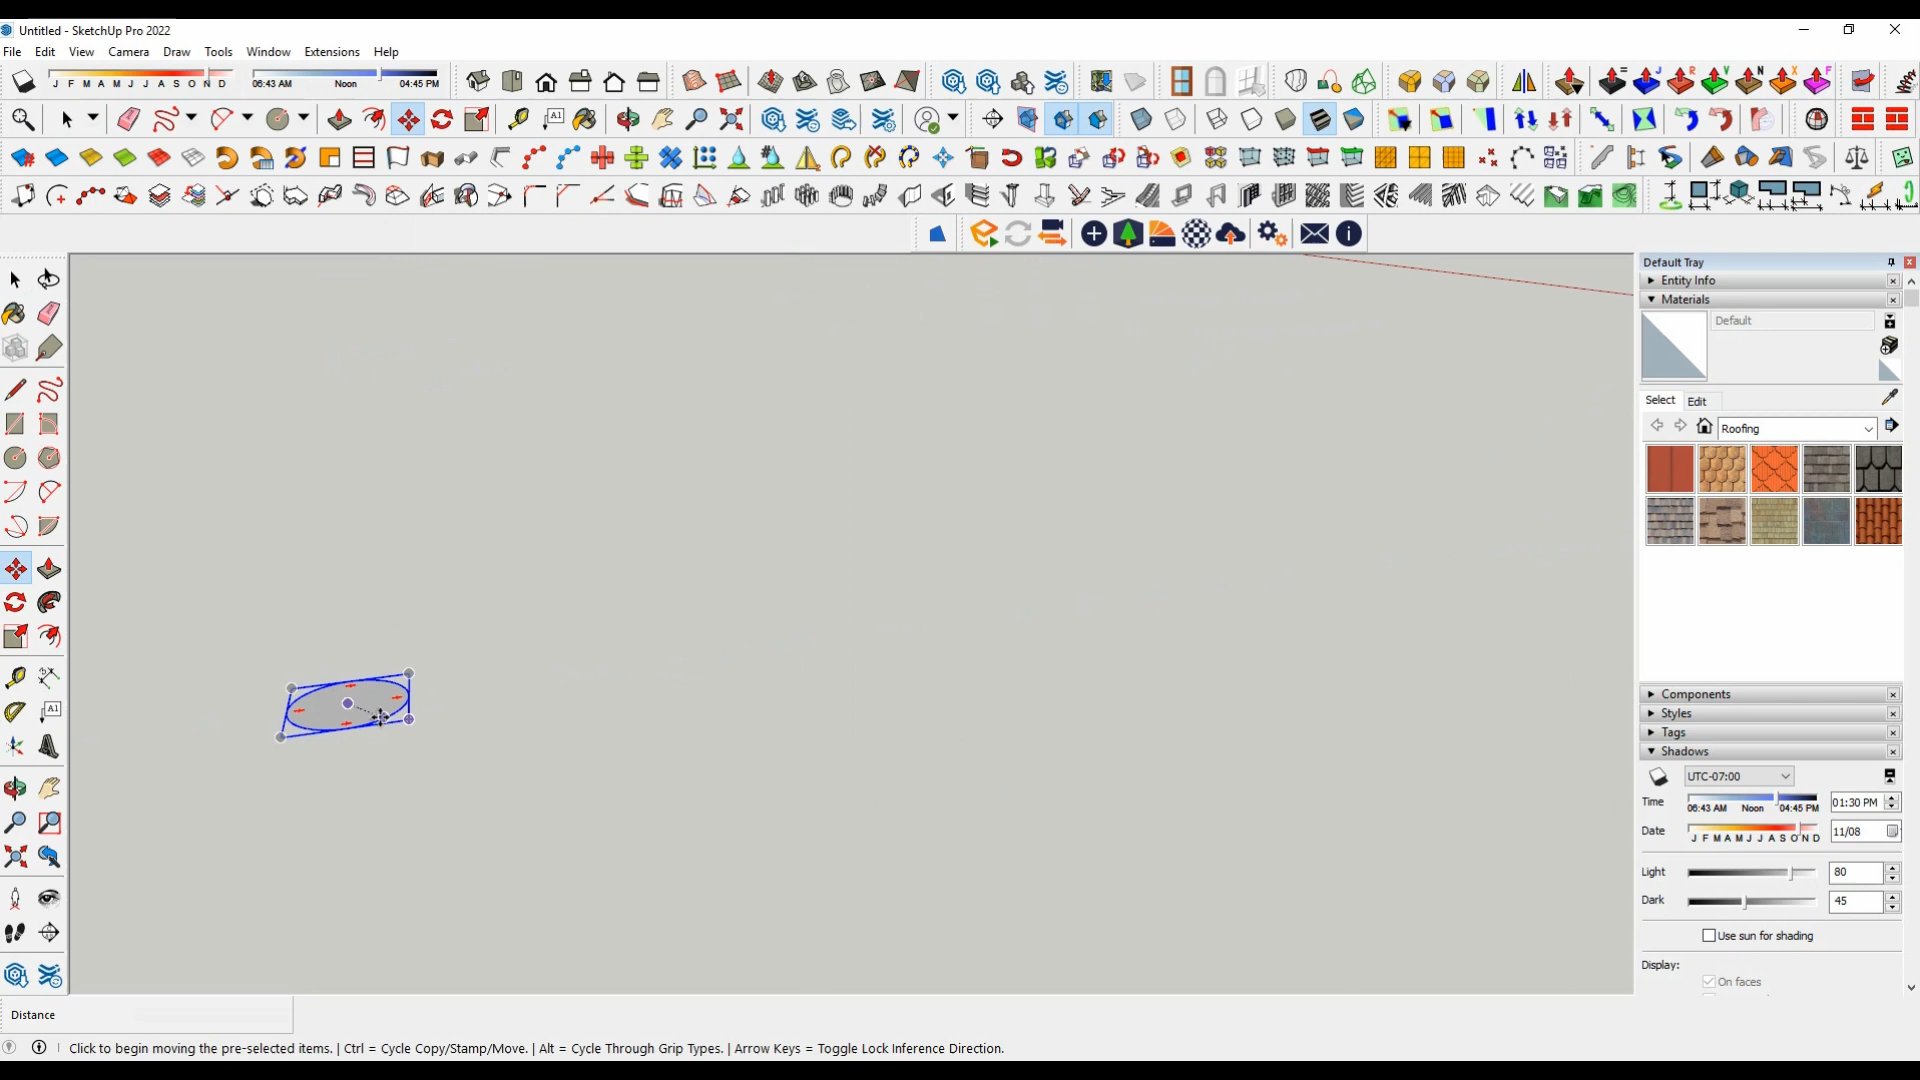 Untitled - SketchUp Pro 2022
File Edit View Camera Draw Tools Window Extensions Help
J F M A M J J A S O N D 06:43 AM Noon 04:45 PM
A1
Default Tray
Entity Info
Materials
Default
Select Edit
Roofing
A1
Components
Styles
Tags
Shadows
UTC-07:00
Time 06:43 AM Noon 04:45 PM 01:30 PM
Date J F M A M J J A S O N D 11/08
Light 80
Dark 45
Use sun for shading
Display:
On faces
Distance
Click to begin moving the pre-selected items. | Ctrl = Cycle Copy/Stamp/Move. | Alt = Cycle Through Grip Types. | Arrow Keys = Toggle Lock Inference Direction.